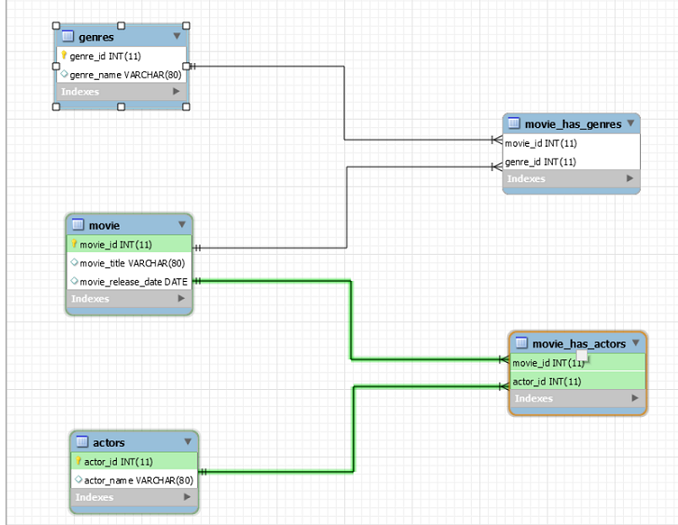 genres
genre_id INT(11)
genre_name VARCHAR(80)
Indexes
movie_has_genres
movie_id INT(11)
genre_id INT(11)
Indexes
movie
movie_id INT(11)
movie_title VARCHAR(80)
movie_release_date DATE
Indexes
movie_has_actors
movie_id INT(11)
actor_id INT(11)
Indexes
actors
actor_id INT(11)
actor_name VARCHAR(80)
Indexes